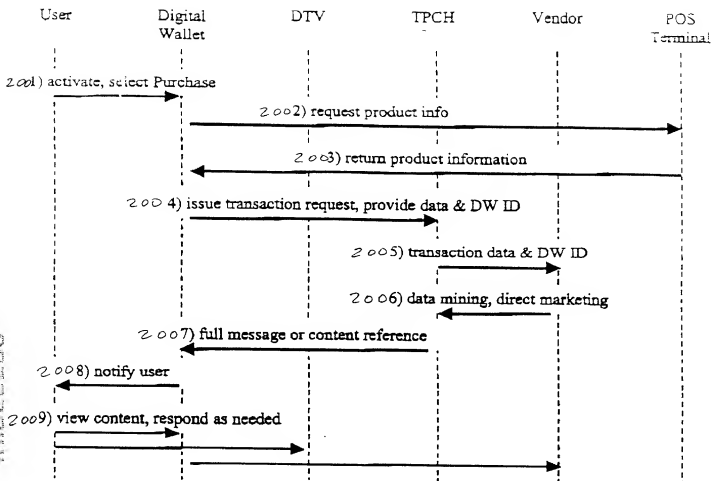 User Digital DTV TPCH Vendor POS
Wallet Terminal
2001) activate, select Purchase
2002) request product info
2003) return product information
2004) issue transaction request, provide data & DW ID
2005) transaction data & DW ID
2006) data mining, direct marketing
2007) full message or content reference
2008) notify user
2009) view content, respond as needed